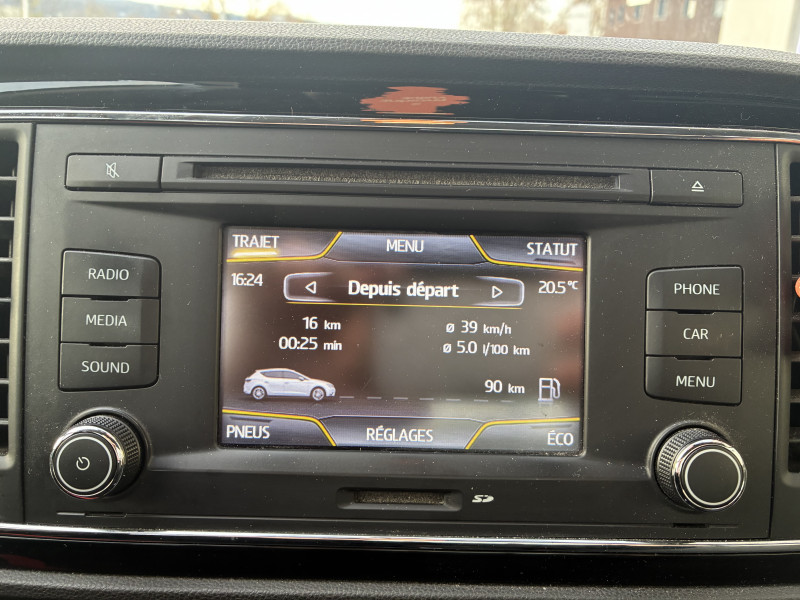 TRAJET MENU STATUT
16:24 Depuis départ 20.5 °C
16 km ø 39 km/h
00:25 min ø 5.0 l/100 km
90 km
PNEUS RÉGLAGES ÉCO
RADIO
MEDIA
SOUND
PHONE
CAR
MENU
SD